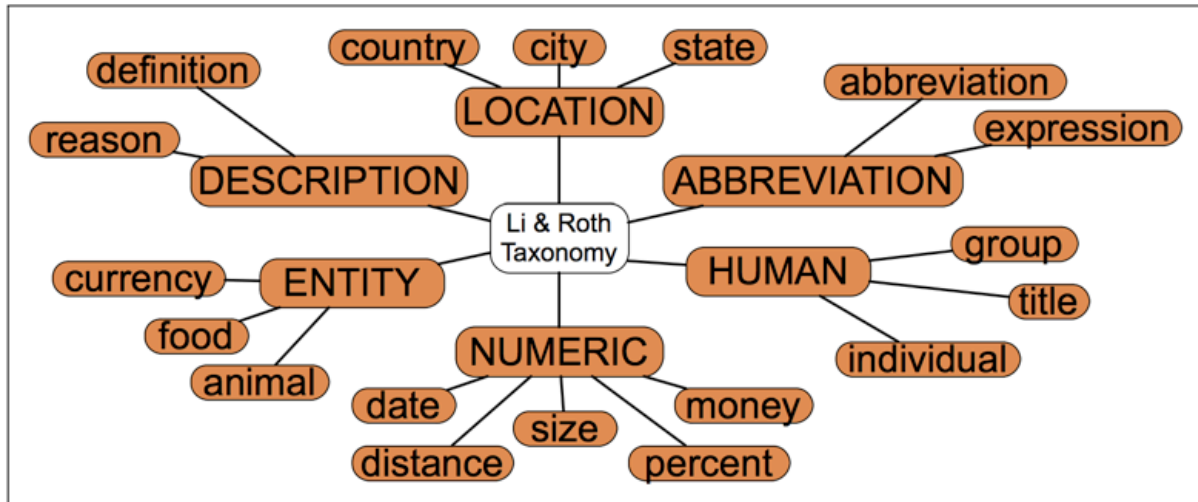 country
city
state
definition
abbreviation
LOCATION
expression
reason
DESCRIPTION
ABBREVIATION
Li & Roth
Taxonomy
group
currency
ENTITY
HUMAN
title
food
NUMERIC
individual
animal
date
money
size
distance
percent